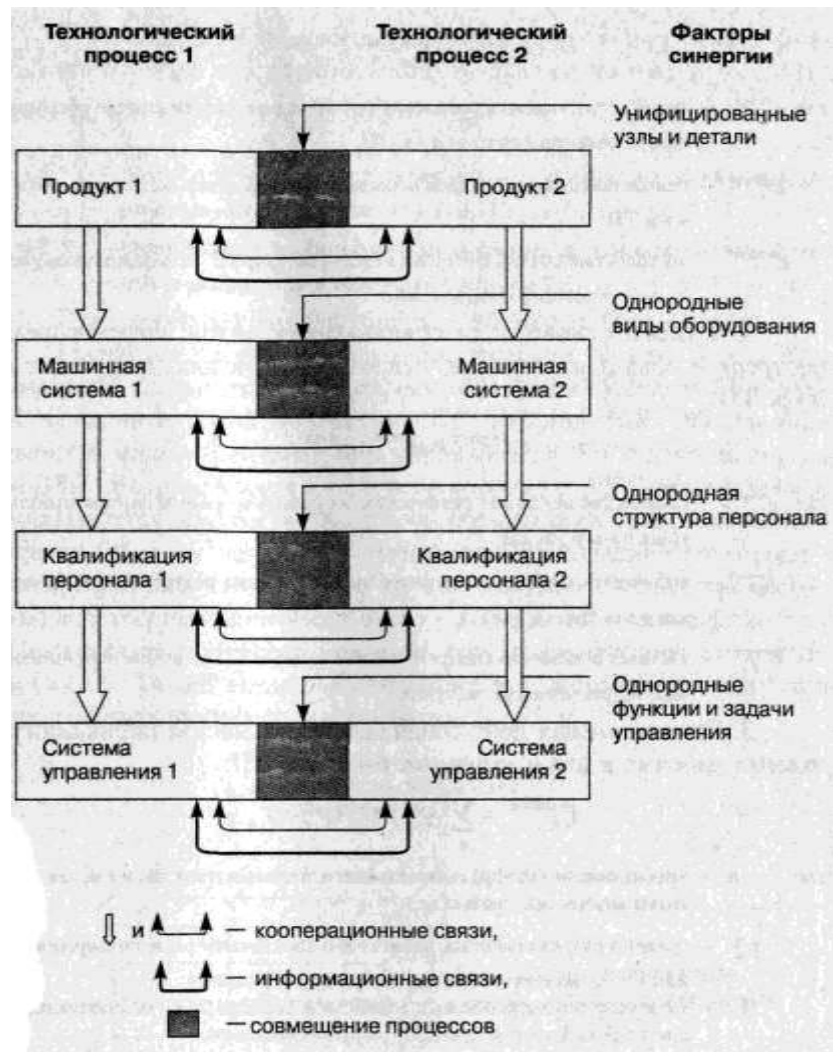 Технологический
процесс 1
Технологический
процесс 2
Факторы
синергии
Унифицированные
узлы и детали
Продукт 1
Продукт 2
Однородные
виды оборудования
Машинная
система 1
Машинная
система 2
Однородная
структура персонала
Квалификация
персонала 1
Квалификация
персонала 2
Однородные
функции и задачи
управления
Система
управления 1
Система
управления 2
и — кооперационные связи,
— информационные связи,
— совмещение процессов